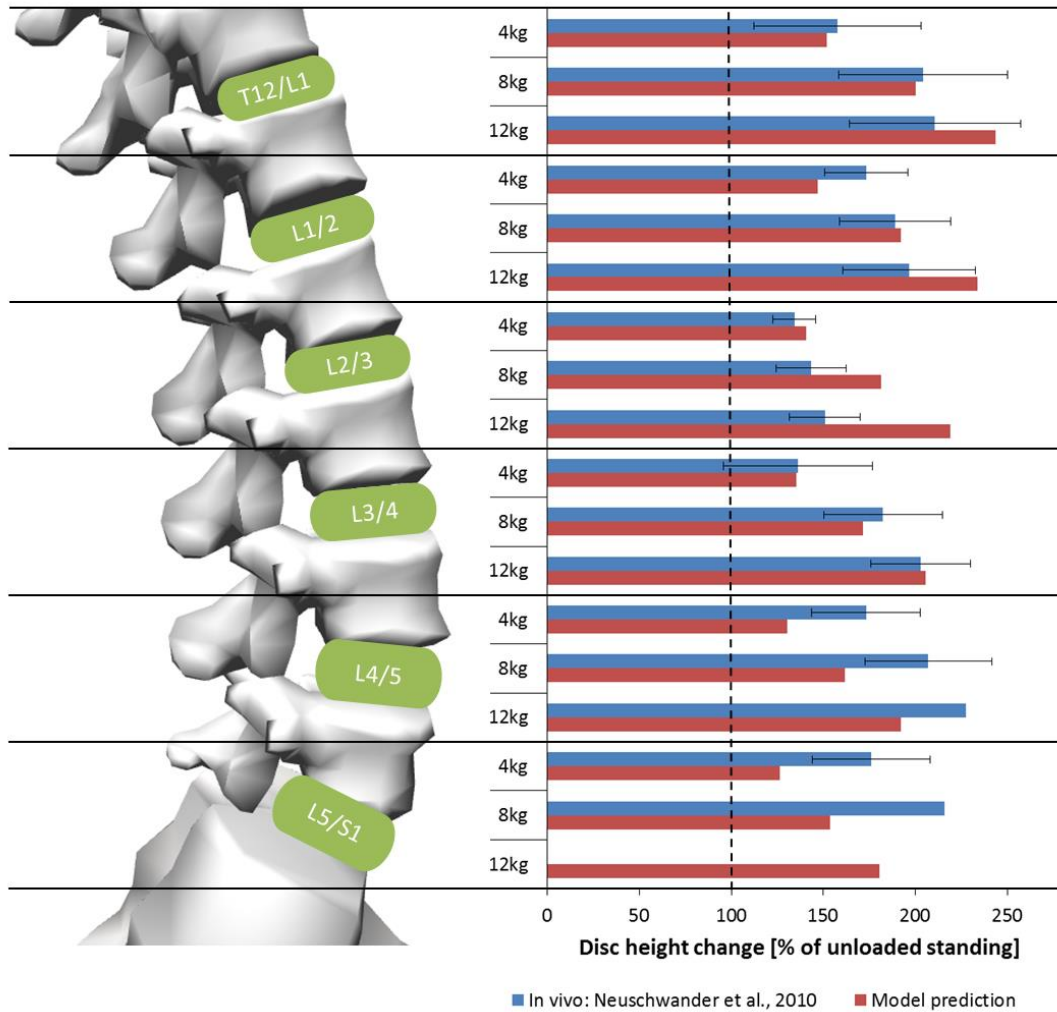 T12/L1
4kg
8kg
12kg
L1/2
4kg
8kg
12kg
L2/3
4kg
8kg
12kg
L3/4
4kg
8kg
12kg
L4/5
4kg
8kg
12kg
L5/S1
4kg
8kg
12kg
0 50 100 150 200 250
Disc height change [% of unloaded standing]
In vivo: Neuschwander et al., 2010 Model prediction